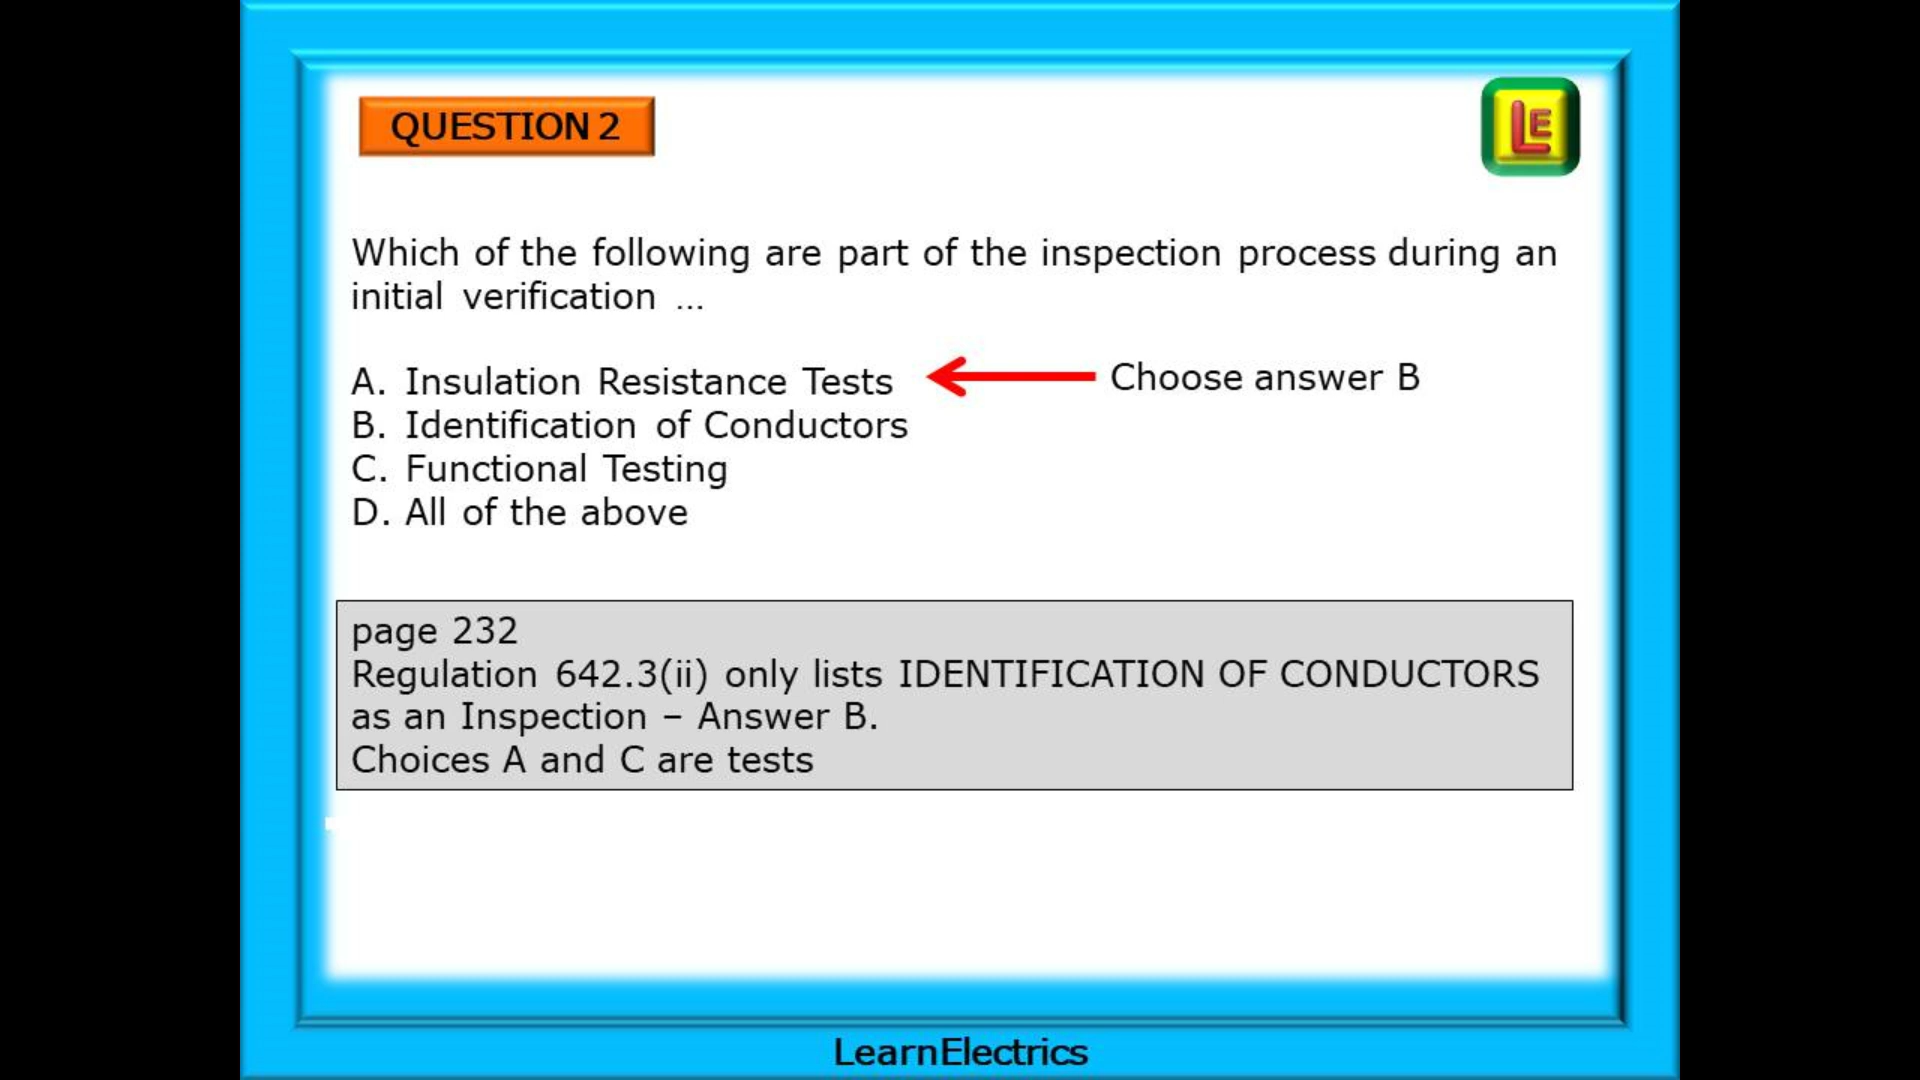 QUESTION 2
LE
Which of the following are part of the inspection process during an
initial verification ...
A. Insulation Resistance Tests
Choose answer B
B. Identification of Conductors
C. Functional Testing
D. All of the above
page 232
Regulation 642.3(ii) only lists IDENTIFICATION OF CONDUCTORS
as an Inspection – Answer B.
Choices A and C are tests
LearnElectrics